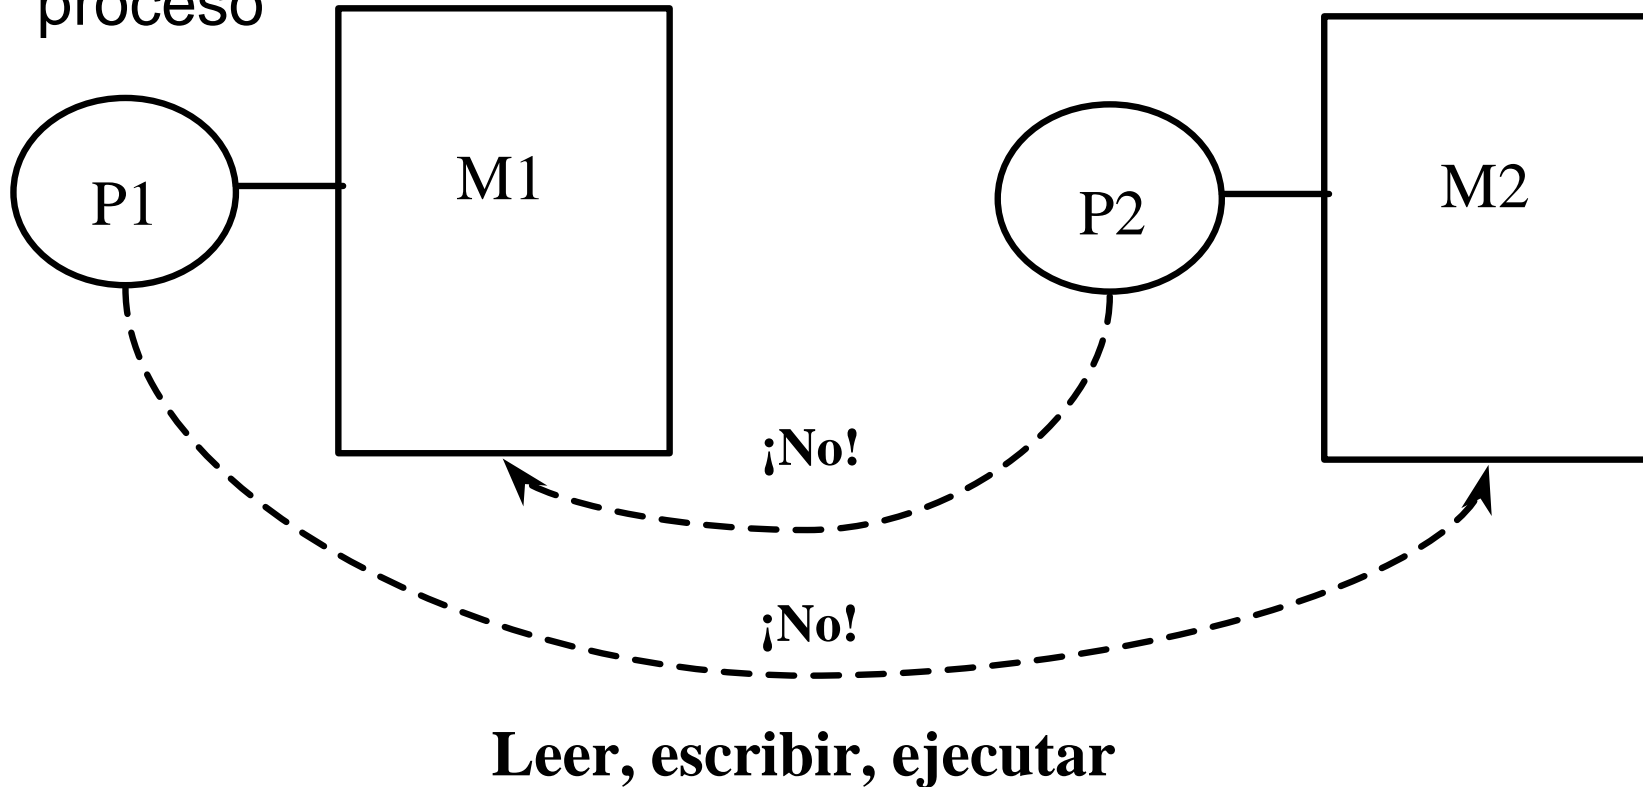 proceso
M1
P1
M2
P2
¡No!
¡No!
Leer, escribir, ejecutar